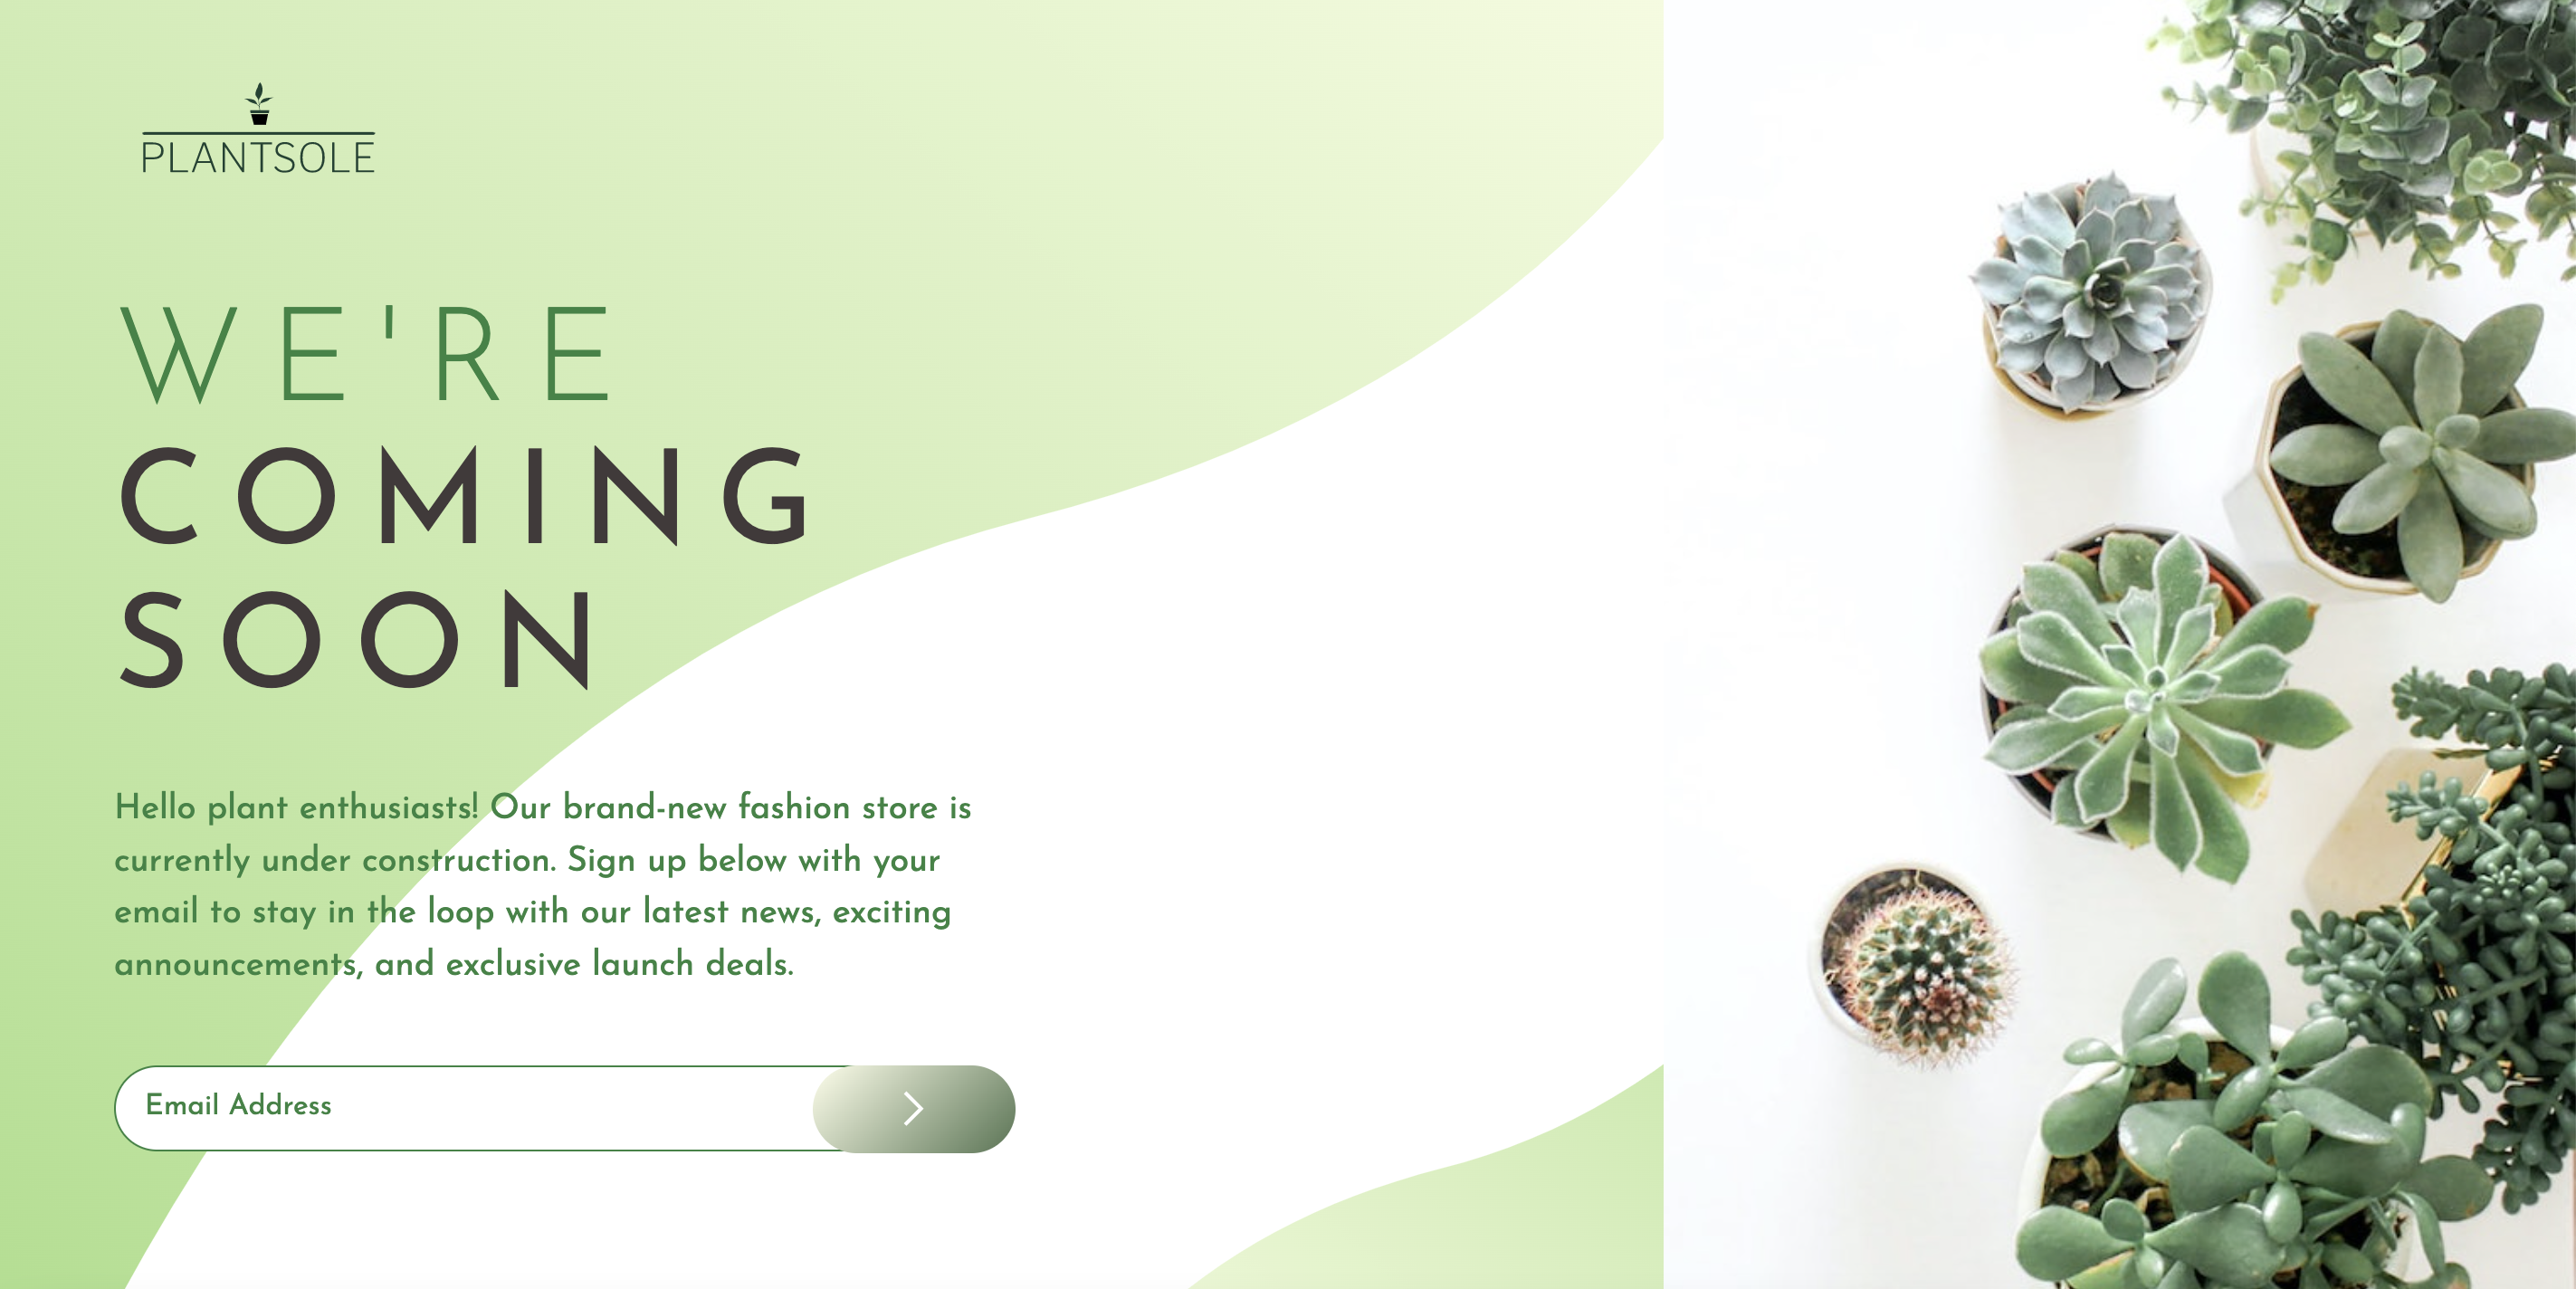 PLANTSOLE
WE'RE
COMING
SOON
Hello plant enthusiasts! Our brand-new fashion store is
currently under construction. Sign up below with your
email to stay in the loop with our latest news, exciting
announcements, and exclusive launch deals.
Email Address